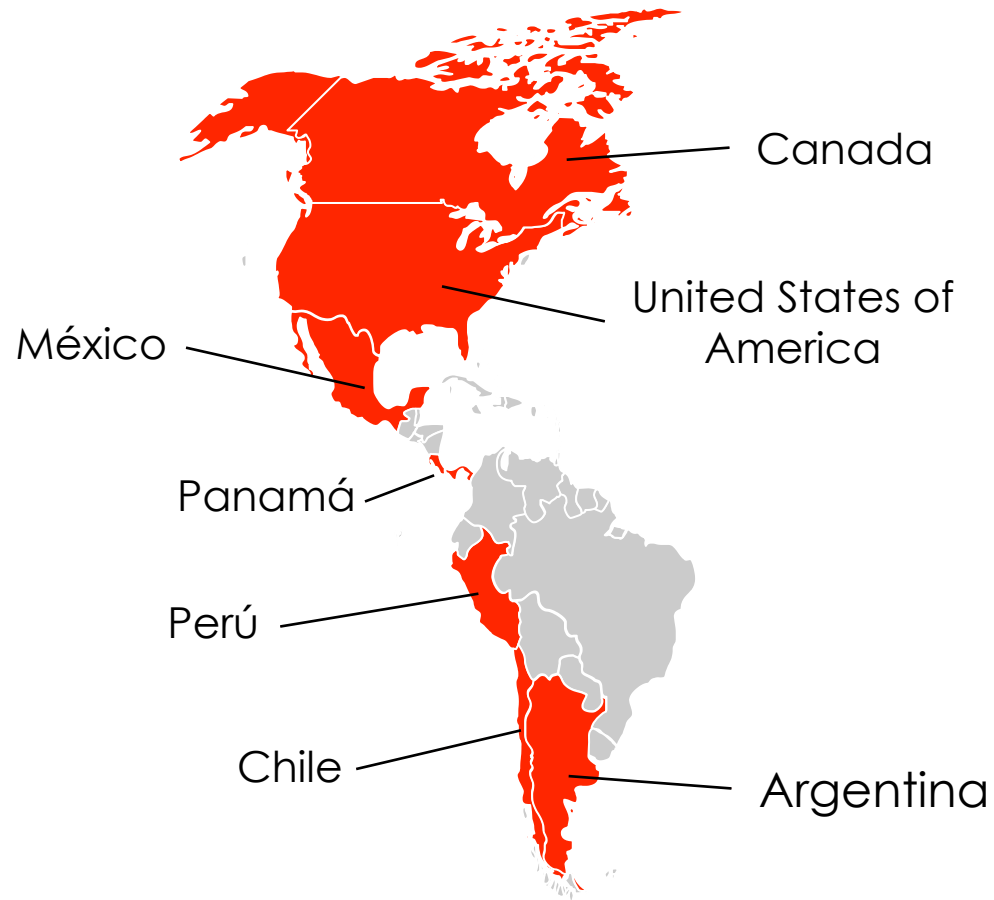 Canada
United States of
America
México
Panamá
Perú
Chile
Argentina